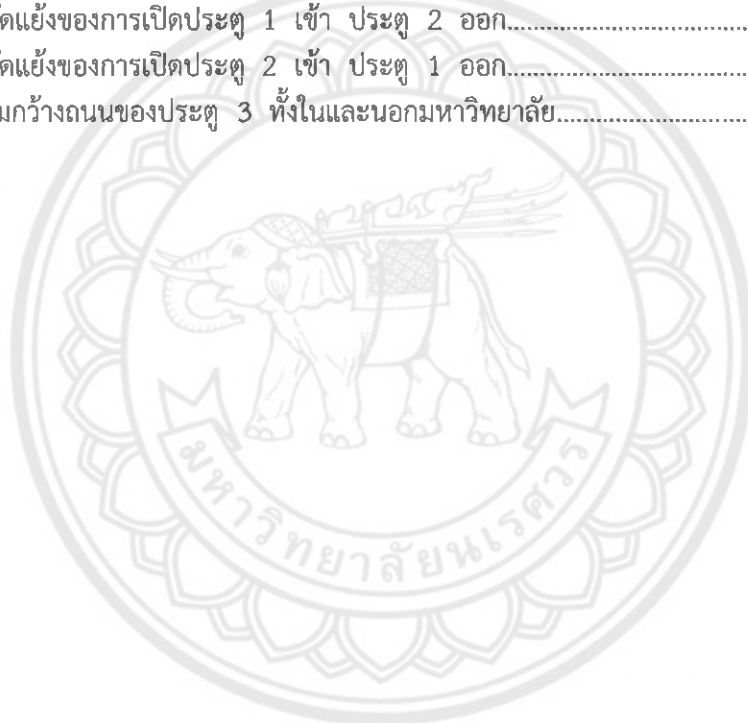 ดแย้งของการเปิดประตู 1 เข้า ประตู 2 ออก................................
ดแย้งของการเปิดประตู 2 เข้า ประตู 1 ออก................................
มกว้างถนนของประตู 3 ทั้งในและนอกมหาวิทยาลัย.........................
มหาวิทยาลัยนเรศวร